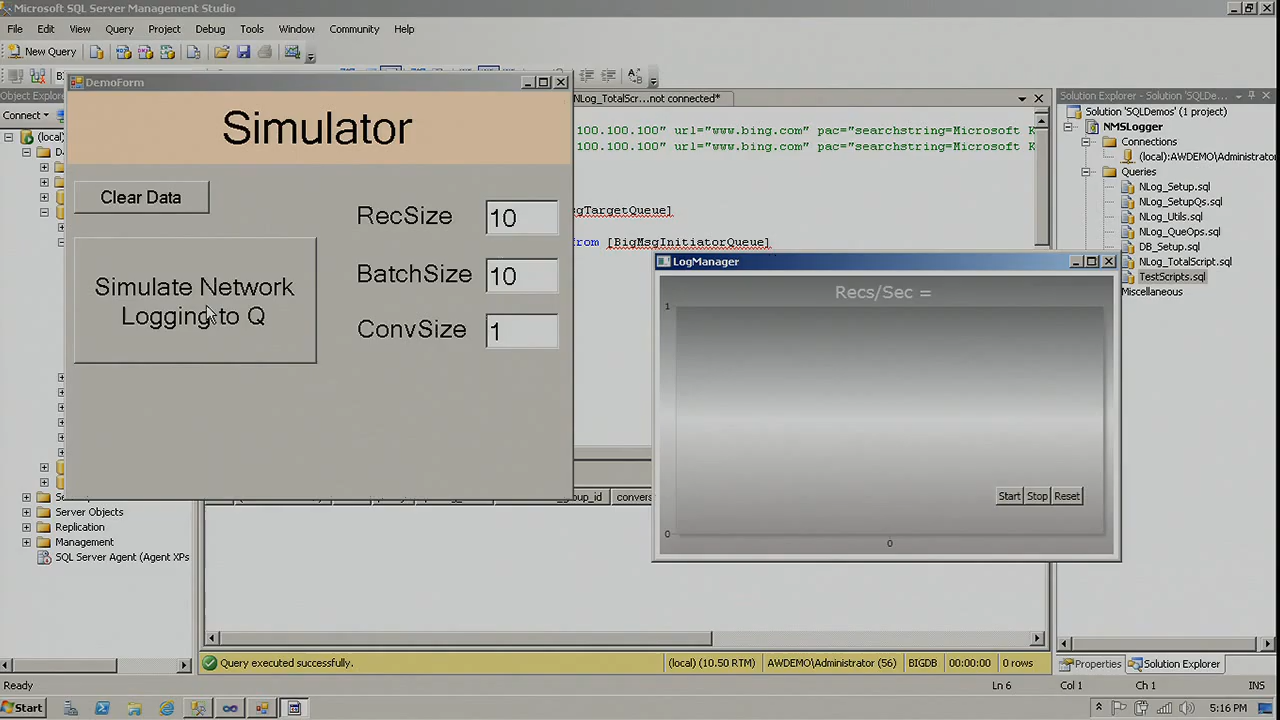 Microsoft SQL Server Management Studio
File Edit View Query Project Debug Tools Window Community Help
New Query
DemoForm
Object Explor
NLog_TotalScr...not connected*
Solution Explorer - Solution 'SQLDe...
Simulator
Connect
Solution 'SQLDemos' (1 project)
(local)
100.100.100" url="www.bing.com" pac="searchstring=Microsoft K
NMSLogger
Connections
100.100.100" url="www.bing.com" pac="searchstring=Microsoft K
(local):AWDEMO\Administrator
Queries
NLog_Setup.sql
Clear Data
NLog_SetupQs.sql
RecSize 10
sgTargetQueue]
NLog_Utils.sql
NLog_QueOps.sql
from [BigMsgInitiatorQueue]
DB_Setup.sql
LogManager
NLog_TotalScript.sql
BatchSize 10
TestScripts.sql
Simulate Network
Logging to Q
Recs/Sec =
Miscellaneous
1
ConvSize 1
Start Stop Reset
oup_id convers
Server Objects
Replication
0
Management
0
SQL Server Agent (Agent XPs
Query executed successfully. (local) (10.50 RTM) AWDEMO\Administrator (56) BIGDB 00:00:00 0 rows
Properties Solution Explorer
Ready Ln 6 Col 1 Ch 1 INS
Start 5:16 PM